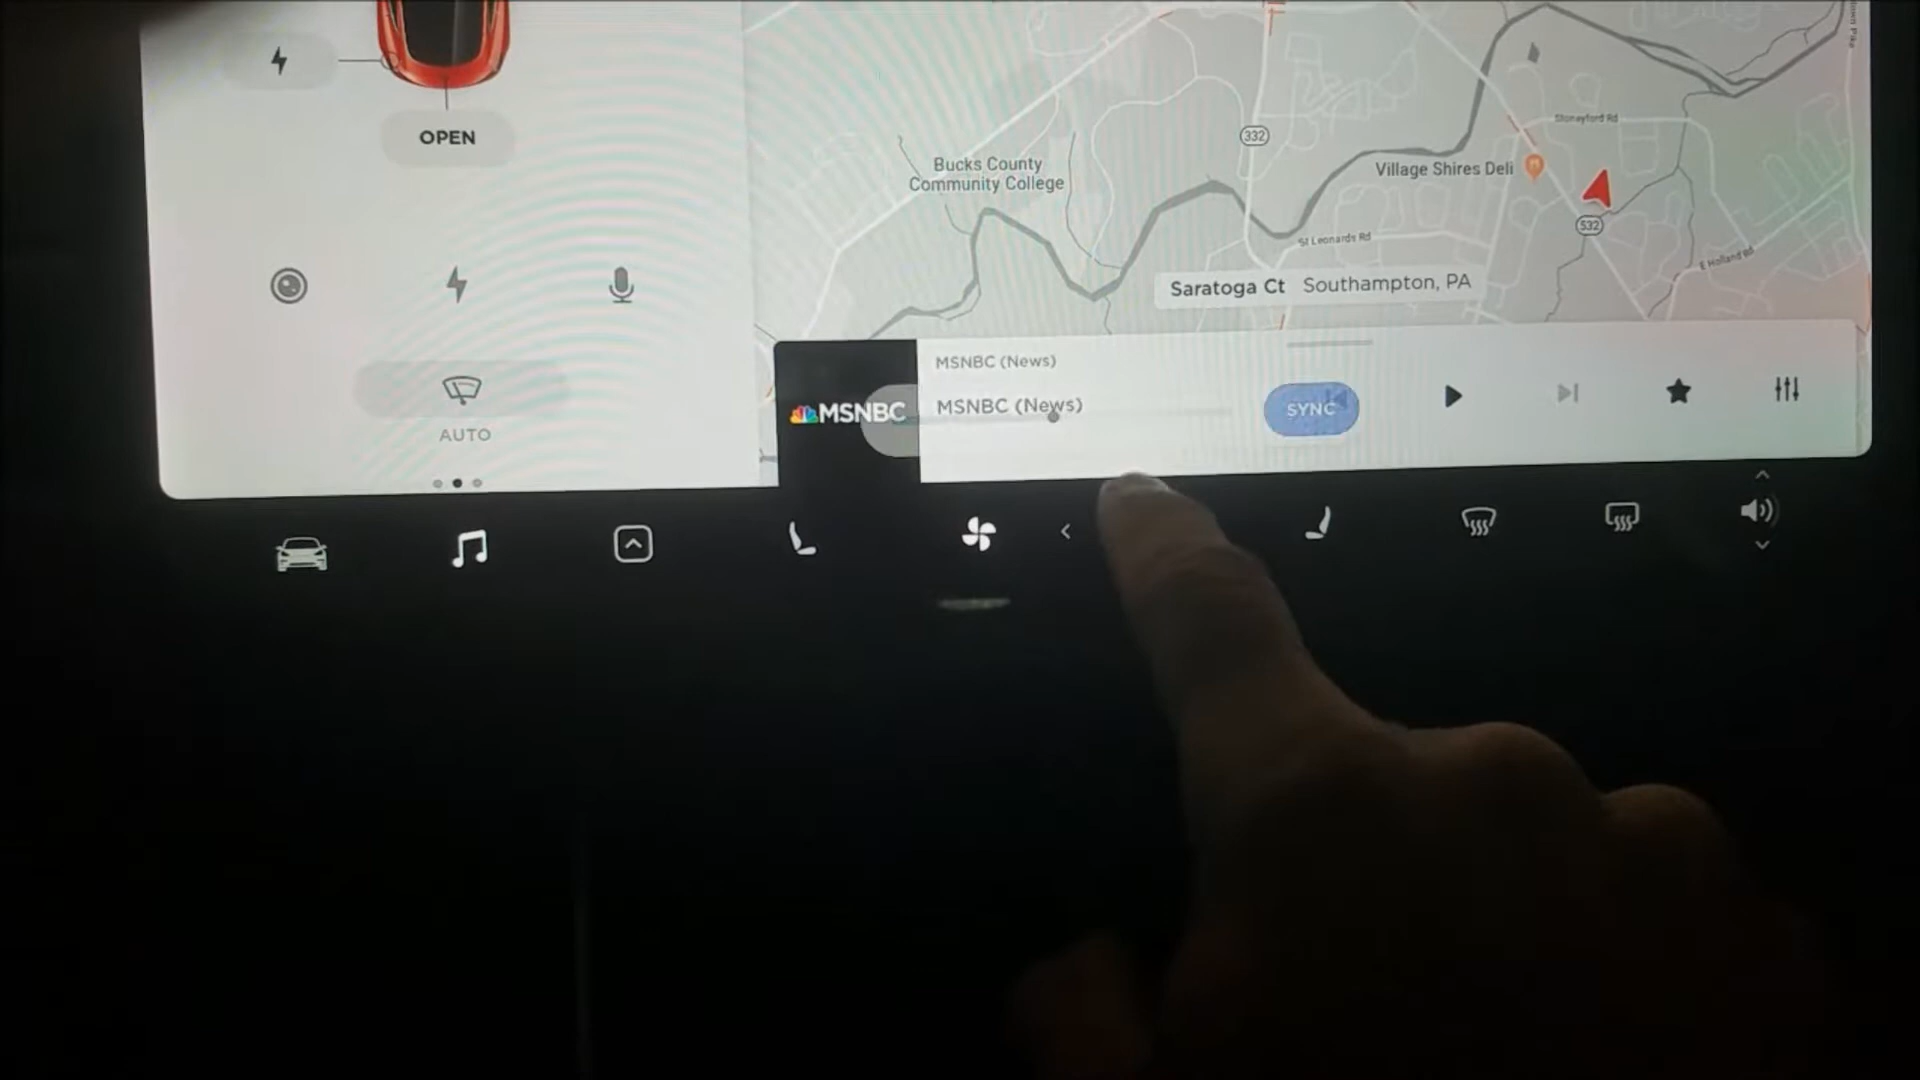 OPEN
AUTO
332
Bucks County
Community College
Stoneyford Rd
Village Shires Deli
532
St Leonards Rd
E Holland Rd
Saratoga Ct Southampton, PA
MSNBC
MSNBC (News)
MSNBC (News)
SYNC